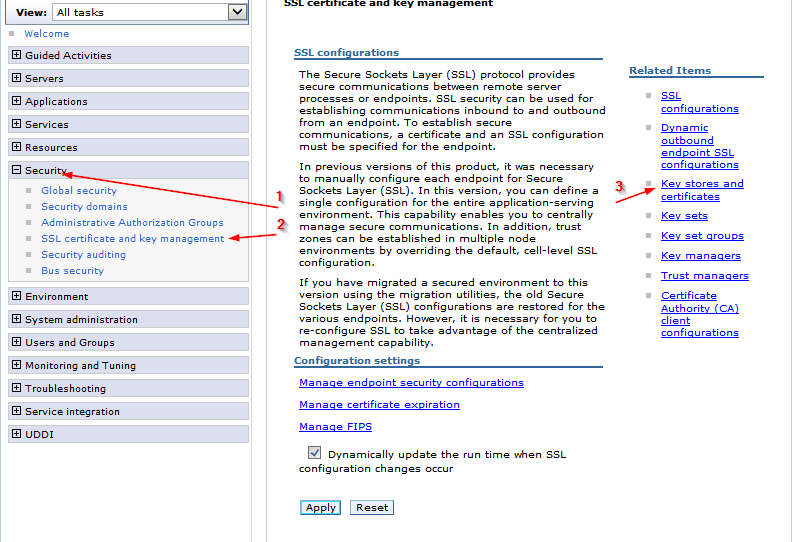 View: All tasks
Welcome
Guided Activities
Servers
Applications
Services
Resources
Security
Global security
Security domains
Administrative Authorization Groups
SSL certificate and key management
Security auditing
Bus security
Environment
System administration
Users and Groups
Monitoring and Tuning
Troubleshooting
Service integration
UDDI
1
2
SSL certificate and key management
SSL configurations
The Secure Sockets Layer (SSL) protocol provides
secure communications between remote server
processes or endpoints. SSL security can be used for
establishing communications inbound to and outbound
from an endpoint. To establish secure
communications, a certificate and an SSL configuration
must be specified for the endpoint.
In previous versions of this product, it was necessary
to manually configure each endpoint for Secure
Sockets Layer (SSL). In this version, you can define a
single configuration for the entire application-serving
environment. This capability enables you to centrally
manage secure communications. In addition, trust
zones can be established in multiple node
environments by overriding the default, cell-level SSL
configuration.
If you have migrated a secured environment to this
version using the migration utilities, the old Secure
Sockets Layer (SSL) configurations are restored for the
various endpoints. However, it is necessary for you to
re-configure SSL to take advantage of the centralized
management capability.
Configuration settings
Manage endpoint security configurations
Manage certificate expiration
Manage FIPS
Dynamically update the run time when SSL
configuration changes occur
Apply Reset
Related Items
SSL
configurations
Dynamic
outbound
endpoint SSL
configurations
3
Key stores and
certificates
Key sets
Key set groups
Key managers
Trust managers
Certificate
Authority (CA)
client
configurations